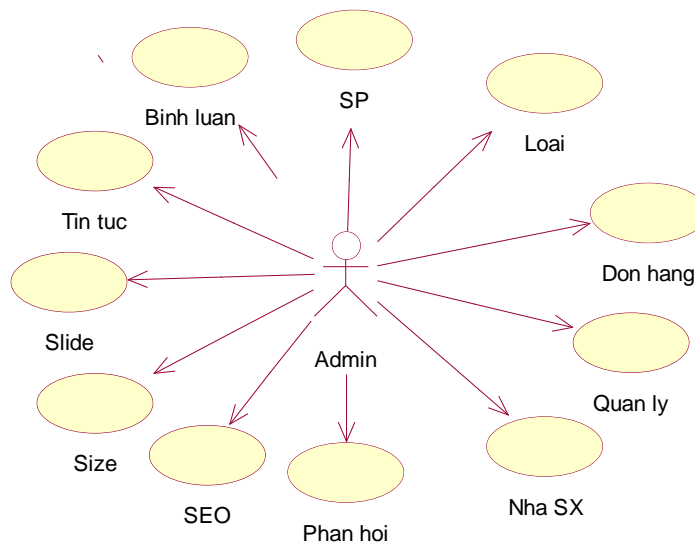 SP
Binh luan
Loai
Tin tuc
Don hang
Slide
Admin
Quan ly
Size
Nha SX
SEO
Phan hoi